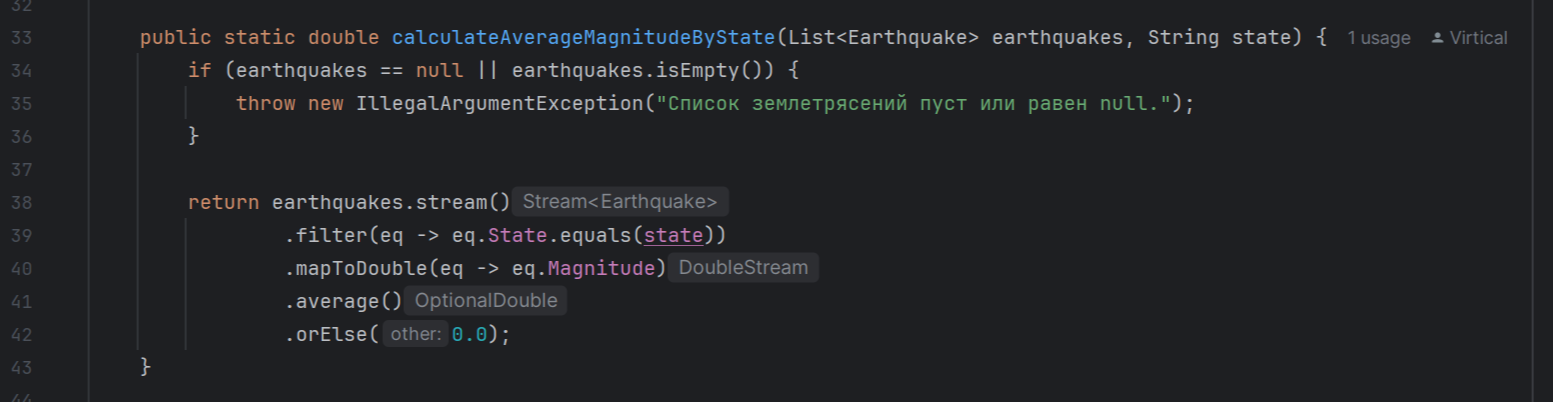 32
33 public static double calculateAverageMagnitudeByState(List<Earthquake> earthquakes, String state) { 1 usage Virtical
34 if (earthquakes == null || earthquakes.isEmpty()) {
35 throw new IllegalArgumentException("Список землетрясений пуст или равен null.");
36 }
37
38 return earthquakes.stream() Stream<Earthquake>
39 .filter(eq -> eq.State.equals(state))
40 .mapToDouble(eq -> eq.Magnitude) DoubleStream
41 .average() OptionalDouble
42 .orElse( other: 0.0);
43 }
44